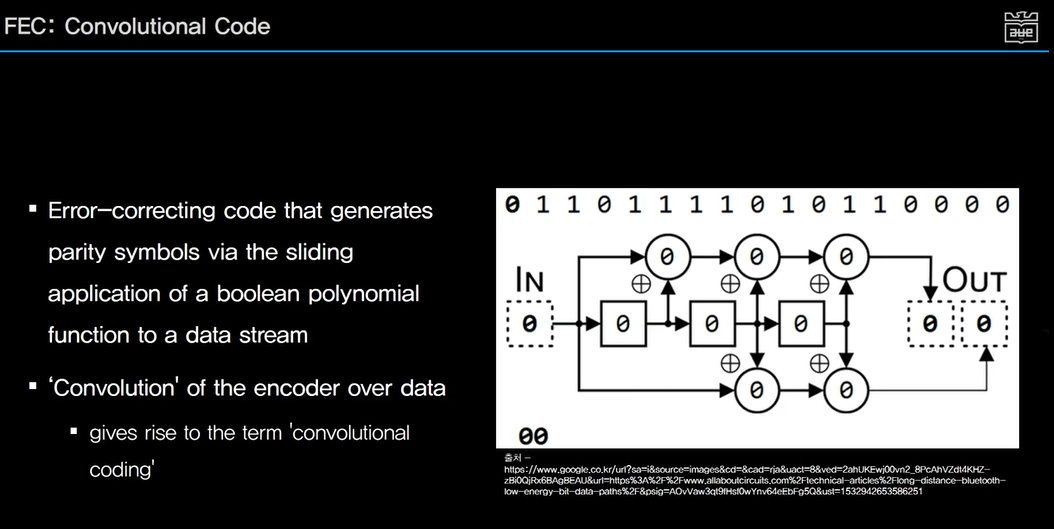 FEC: Convolutional Code
aue
▪ Error-correcting code that generates
parity symbols via the sliding
application of a boolean polynomial
function to a data stream
▪ ‘Convolution' of the encoder over data
▪ gives rise to the term 'convolutional
coding'
0 1 1 0 1 1 1 1 0 1 0 1 1 0 0 0 0
0 0 0
IN OUT
⊕ ⊕ ⊕
0 0 0 0 0 0
⊕ ⊕
0 0
00
출처 –
https://www.google.co.kr/url?sa=i&source=images&cd=&cad=rja&uact=8&ved=2ahUKEwj00vn2_8PcAhVZdt4KHZ-
zBi0QjRx6BAgBEAU&url=https%3A%2F%2Fwww.allaboutcircuits.com%2Ftechnical-articles%2Flong-distance-bluetooth-
low-energy-bit-data-paths%2F&psig=AOvVaw3qt9fHsf0wYnv64eEbFg5Q&ust=1532942653586251